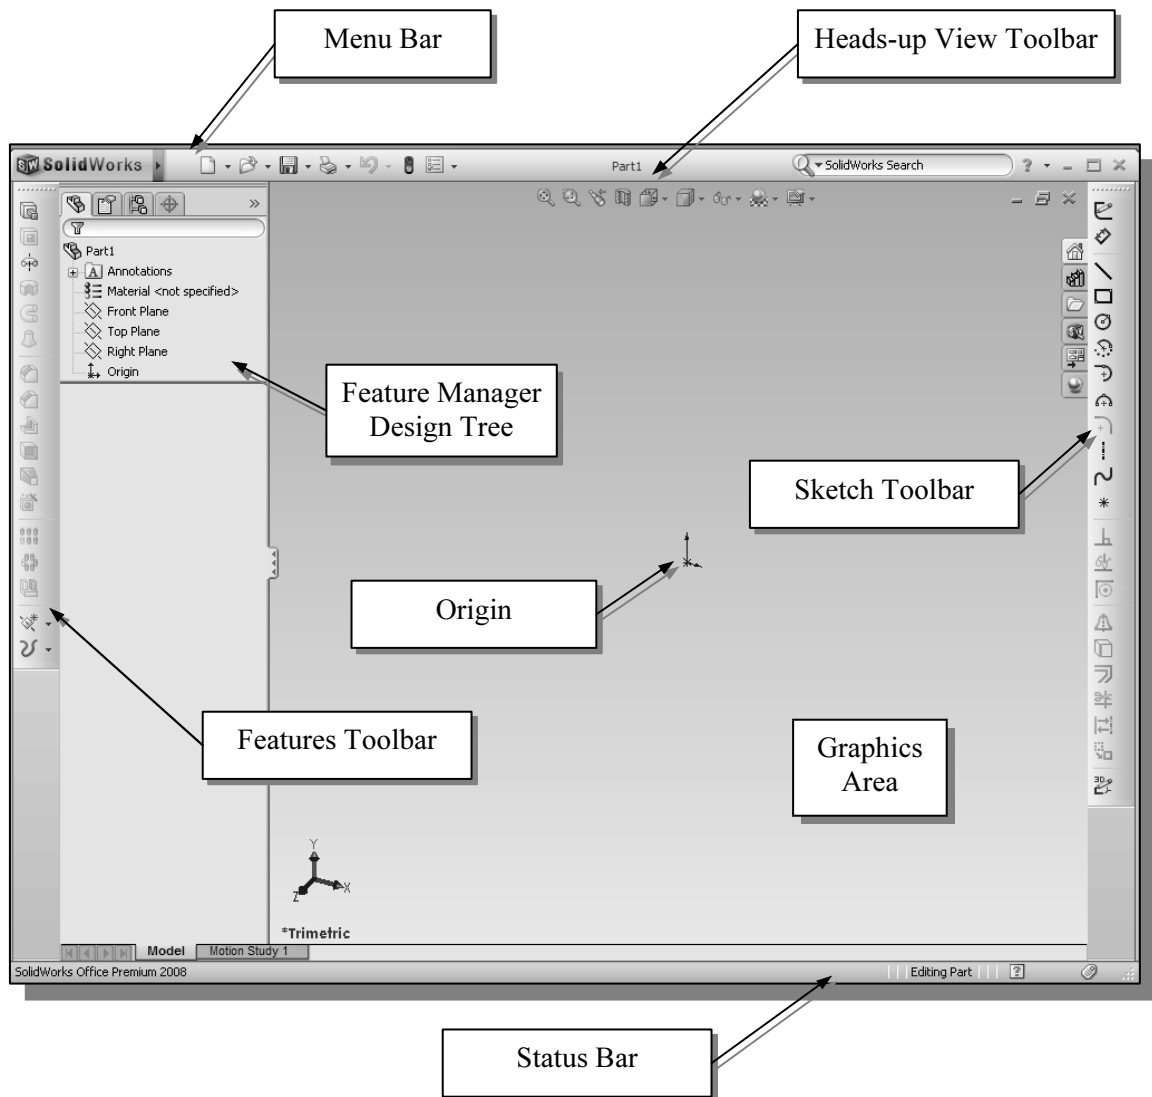 Menu Bar
Heads-up View Toolbar
SolidWorks
Part1
SolidWorks Search
?
Part1
A Annotations
Material <not specified>
Front Plane
Top Plane
Right Plane
Origin
Feature Manager
Design Tree
Sketch Toolbar
Origin
Features Toolbar
Graphics
Area
3D
Y
X
Z
*Trimetric
Model
Motion Study 1
SolidWorks Office Premium 2008
Editing Part
?
Status Bar